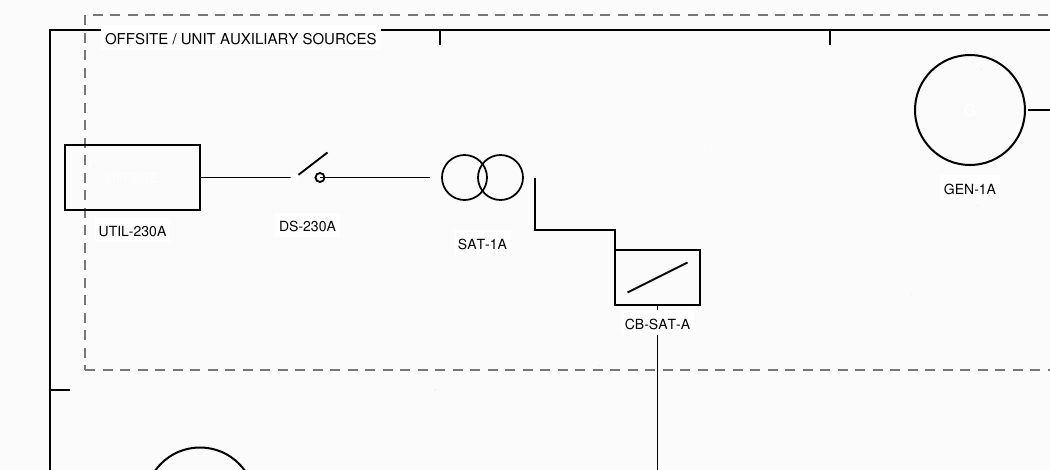 OFFSITE / UNIT AUXILIARY SOURCES
GEN-1A
UTIL-230A
DS-230A
SAT-1A
CB-SAT-A